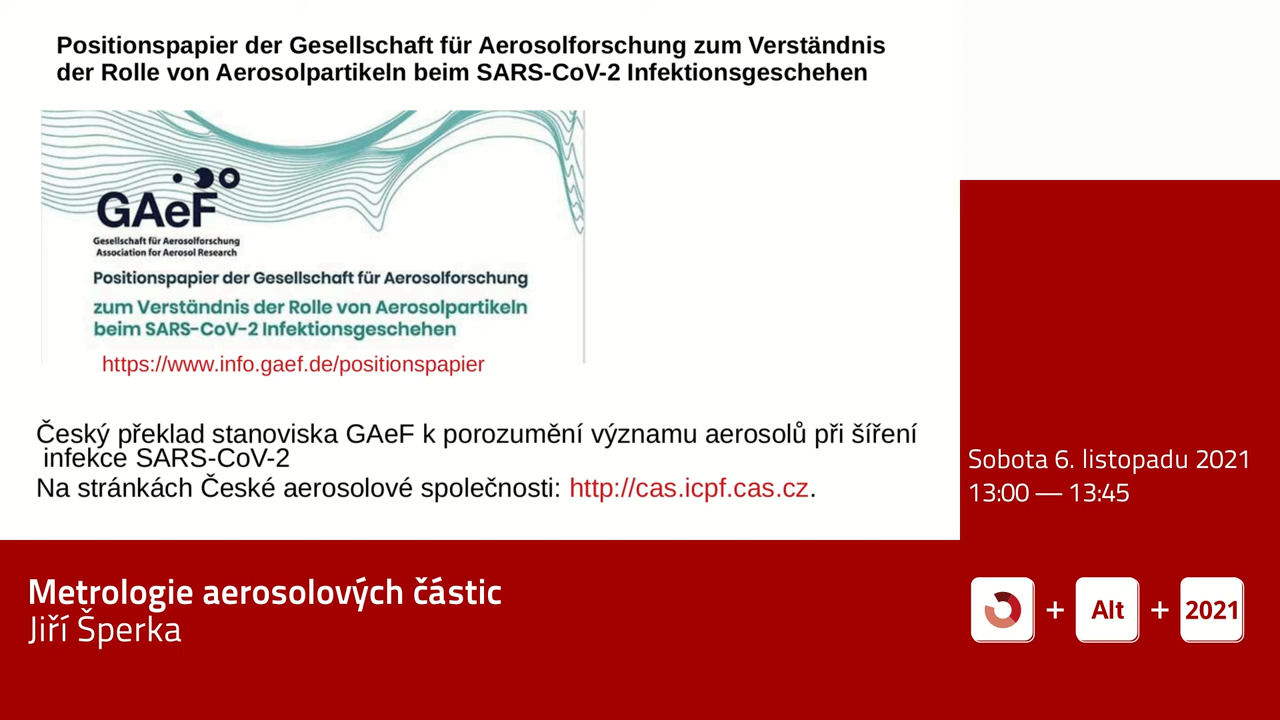 Positionspapier der Gesellschaft für Aerosolforschung zum Verständnis
der Rolle von Aerosolpartikeln beim SARS-CoV-2 Infektionsgeschehen
GAeF
Gesellschaft für Aerosolforschung
Association for Aerosol Research
Positionspapier der Gesellschaft für Aerosolforschung
zum Verständnis der Rolle von Aerosolpartikeln
beim SARS-CoV-2 Infektionsgeschehen
https://www.info.gaef.de/positionspapier
Český překlad stanoviska GAeF k porozumění významu aerosolů při šíření
infekce SARS-CoV-2
Na stránkách České aerosolové společnosti: http://cas.icpf.cas.cz.
Sobota 6. listopadu 2021
13:00 — 13:45
Metrologie aerosolových částic
Jiří Šperka
+ Alt + 2021